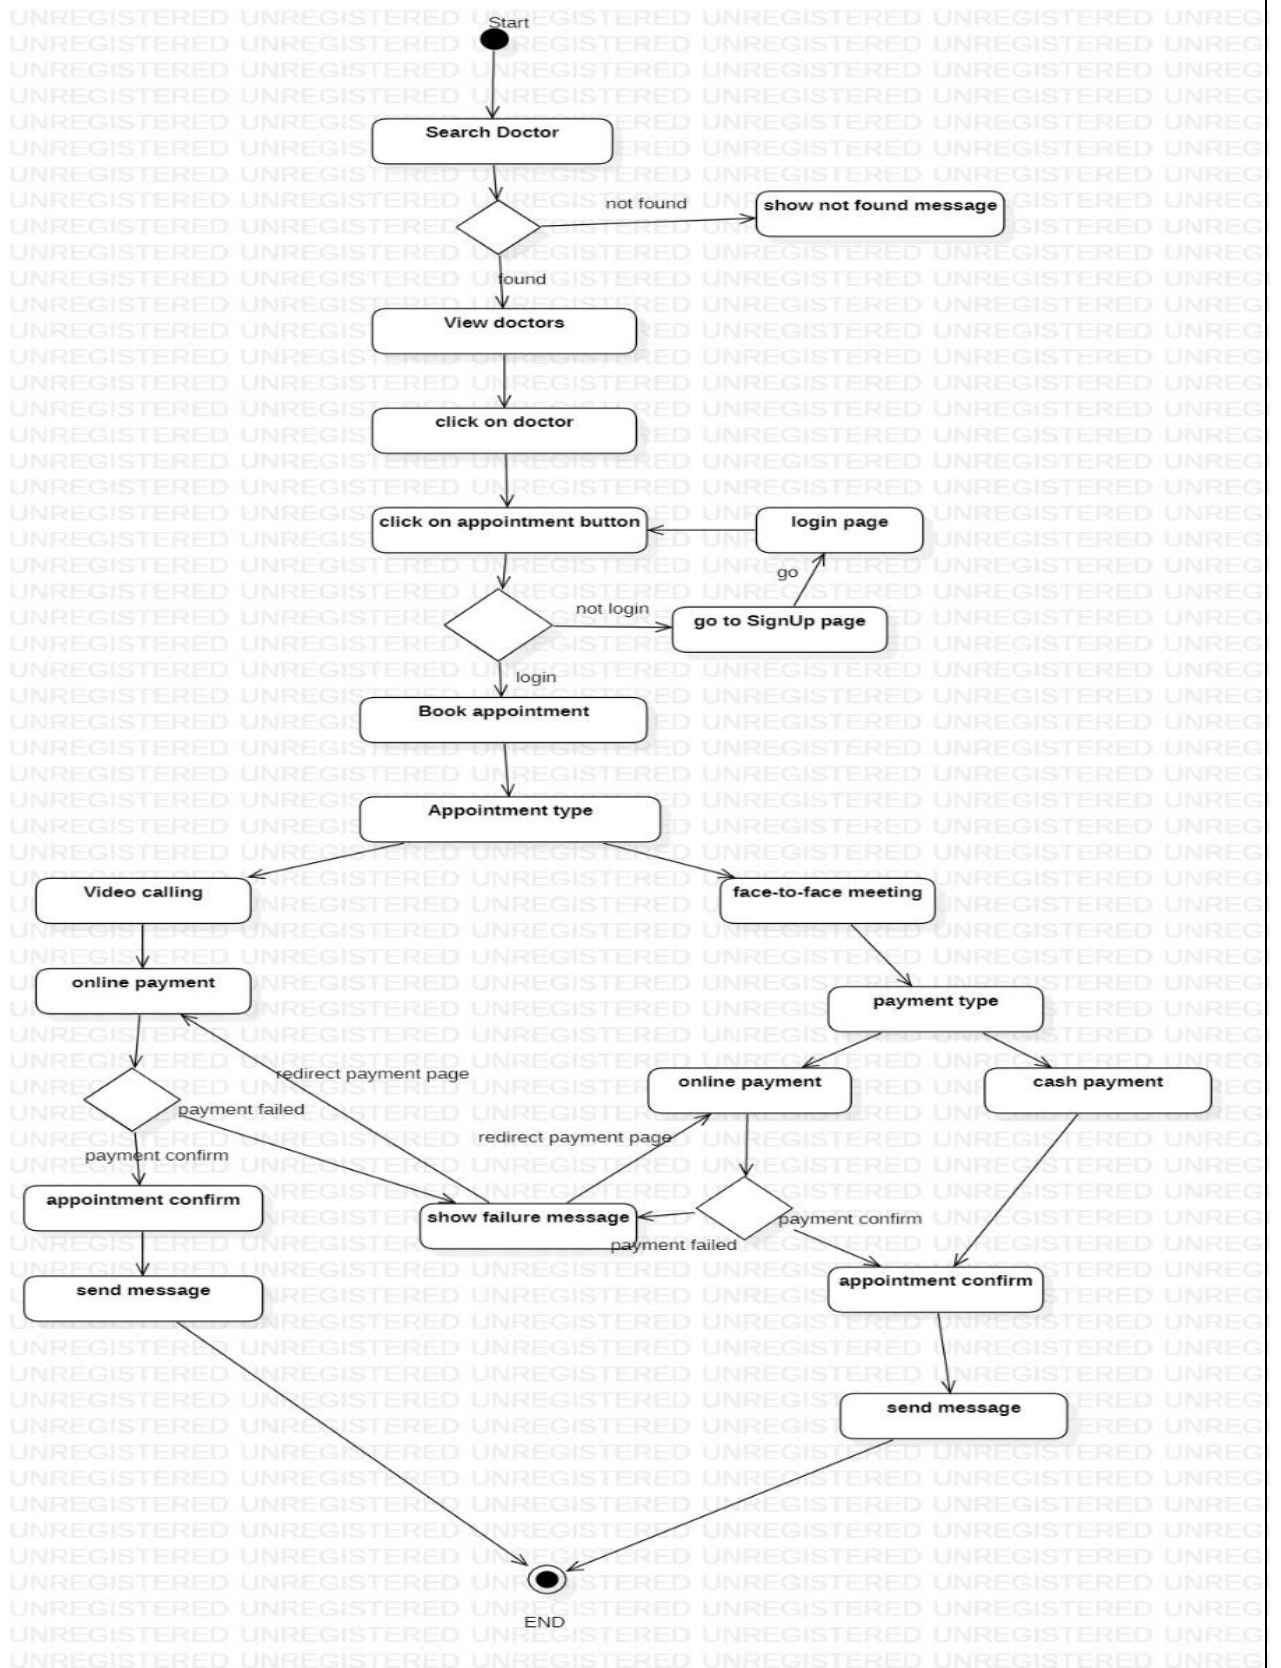 Start
Search Doctor
not found
show not found message
found
View doctors
click on doctor
click on appointment button
login page
go
not login
go to SignUp page
login
Book appointment
Appointment type
Video calling
face-to-face meeting
online payment
payment type
redirect payment page
online payment
cash payment
payment failed
redirect payment page
payment confirm
appointment confirm
show failure message
payment confirm
payment failed
appointment confirm
send message
send message
END
UNREGISTERED